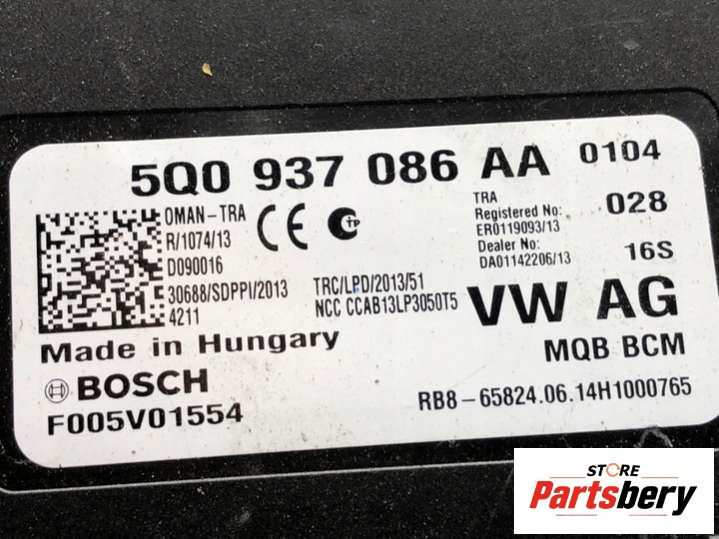 5Q0 937 086 AA 0104
OMAN-TRA
R/1074/13
D090016
30688/SDPPI/2013
4211
CE
TP
TRC/LPD/2013/51
NCC CCAB13LP3050T5
TRA
Registered No:
ER0119093/13
Dealer No:
DA01142206/13
028
16S
VW AG
MQB BCM
Made in Hungary
BOSCH
F005V01554
RB8-65824.06.14H1000765
STORE
Partsbery